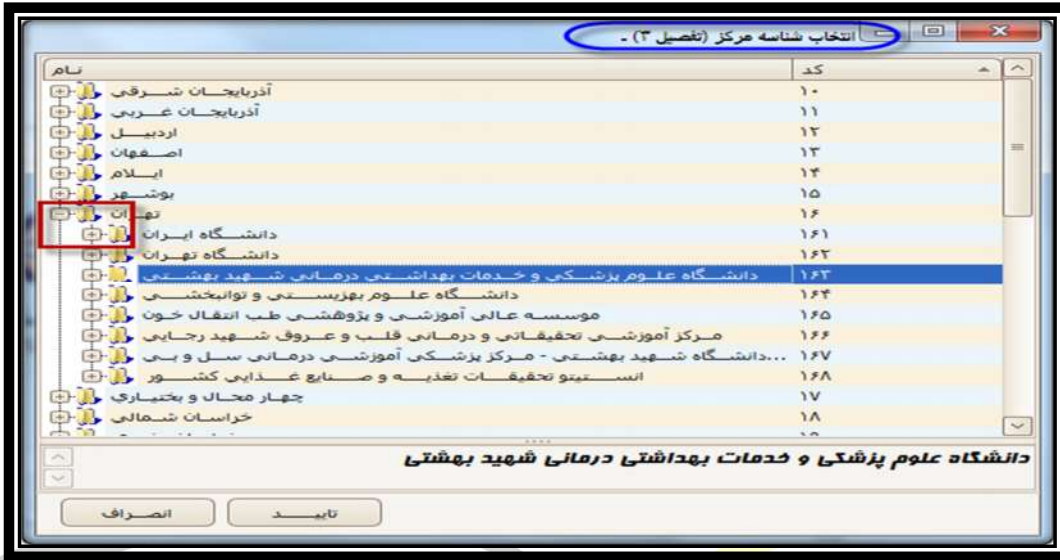 انتخاب شناسه مرکز (تفصیل ۳) -
نام کد
آذربایجان شرقی ۱۰
آذربایجان غربی ۱۱
اردبیل ۱۲
اصفهان ۱۳
ایلام ۱۴
بوشهر ۱۵
تهران ۱۶
دانشگاه ایران ۱۶۱
دانشگاه تهران ۱۶۲
دانشگاه علوم پزشکی و خدمات بهداشتی درمانی شهید بهشتی ۱۶۳
دانشگاه علوم بهزیستی و توانبخشی ۱۶۴
موسسه عالی آموزشی و پژوهشی طب انتقال خون ۱۶۵
مرکز آموزشی تحقیقاتی و درمانی قلب و عروق شهید رجایی ۱۶۶
دانشگاه شهید بهشتی - مرکز پزشکی آموزشی درمانی سل و بی... ۱۶۷
انستیتو تحقیقات تغذیه و صنایع غذایی کشور ۱۶۸
چهار محال و بختیاری ۱۷
خراسان شمالی ۱۸
دانشگاه علوم پزشکی و خدمات بهداشتی درمانی شهید بهشتی
تایید انصراف